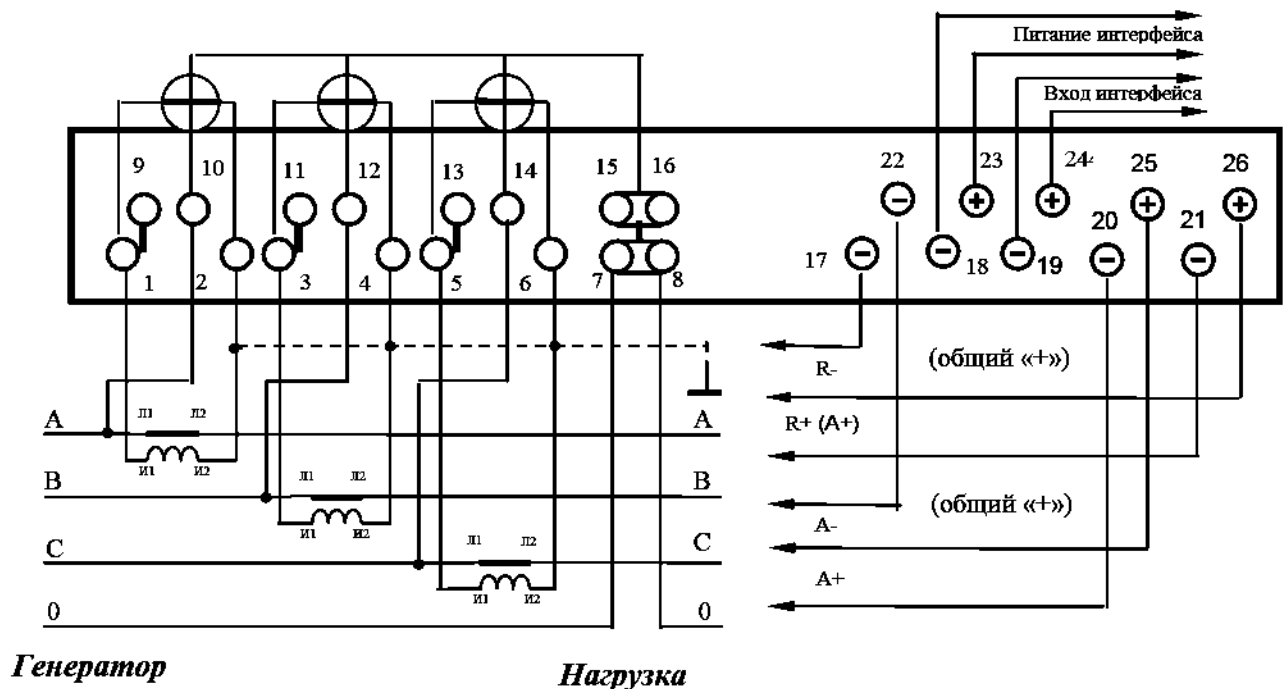 Питание интерфейса
Вход интерфейса
9 10 11 12 13 14 15 16 22 23 24 25 26
20 21
1 2 3 4 5 6 7 8 17 18 19
R- (общий «+»)
A Л1 Л2 A R+ (A+)
И1 И2
B Л1 Л2 B (общий «+»)
И1 И2 A-
C Л1 Л2 C
И1 И2 A+
0 0
Генератор Нагрузка